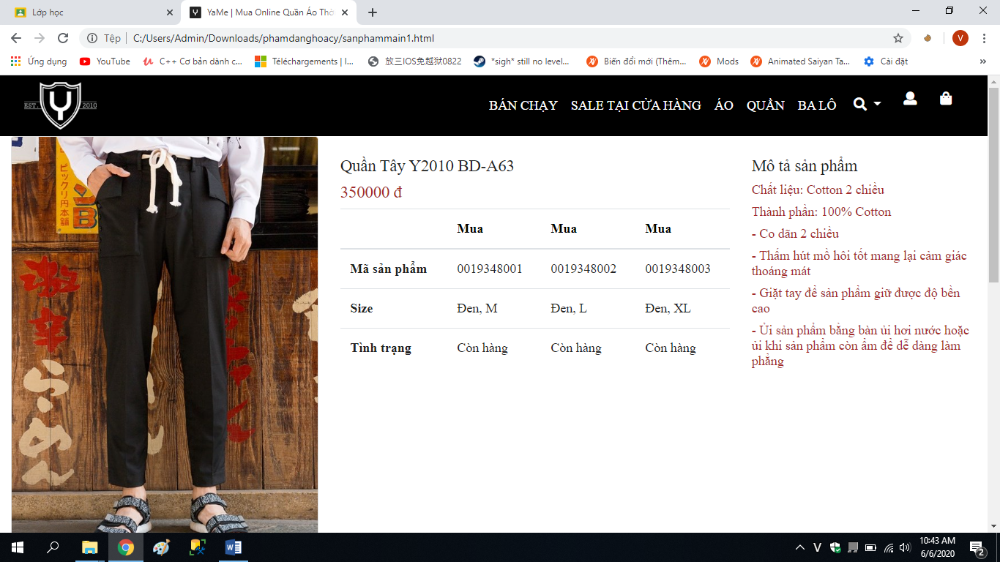 Lớp học
YaMe | Mua Online Quần Áo Thờ
Tệp
C:/Users/Admin/Downloads/phamdanghoacy/sanphammain1.html
V
Ứng dụng
YouTube
C++ Cơ bản dành c...
Téléchargements | I...
放三IOS免越狱0822
*sigh* still no level...
Biến đổi mới (Thêm...
Mods
Animated Saiyan Ta...
Cài đặt
»
EST. Y 2010
BÁN CHẠY
SALE TẠI CỬA HÀNG
ÁO
QUẦN
BA LÔ
ビックリ円本舗
激辛らーめん
Quần Tây Y2010 BD-A63
350000 đ
Mua Mua Mua
Mã sản phẩm 0019348001 0019348002 0019348003
Size Đen, M Đen, L Đen, XL
Tình trạng Còn hàng Còn hàng Còn hàng
Mô tả sản phẩm
Chất liệu: Cotton 2 chiều
Thành phần: 100% Cotton
- Co dãn 2 chiều
- Thấm hút mồ hôi tốt mang lại cảm giác
thoáng mát
- Giặt tay để sản phẩm giữ được độ bền
cao
- Ủi sản phẩm bằng bàn ủi hơi nước hoặc
ủi khi sản phẩm còn ẩm để dễ dàng làm
phẳng
V
10:43 AM
6/6/2020
2